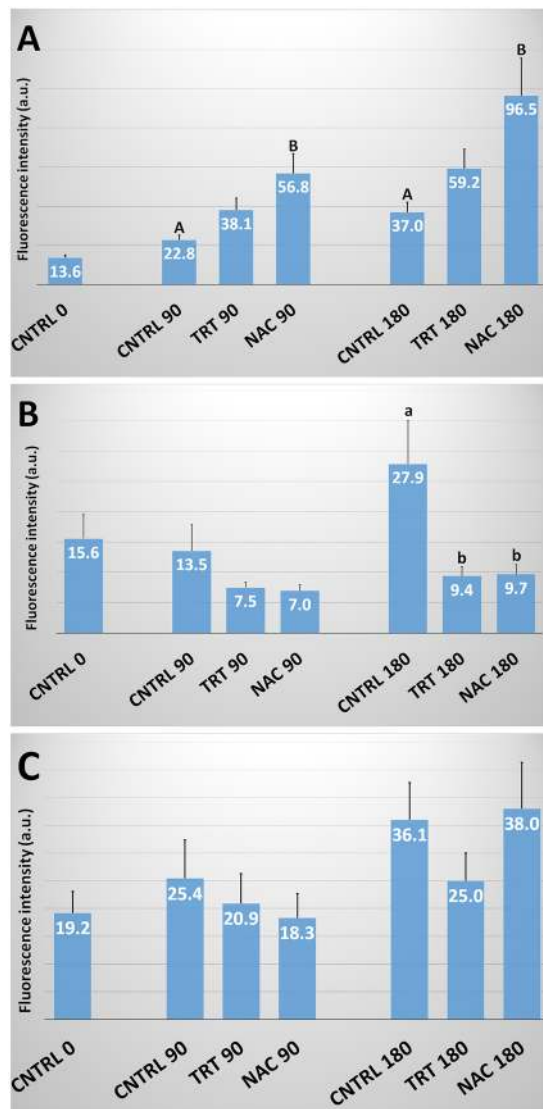 A
Fluorescence intensity (a.u.)
B
B
A
A
13.6
22.8
38.1
56.8
37.0
59.2
96.5
CNTRL 0
CNTRL 90
TRT 90
NAC 90
CNTRL 180
TRT 180
NAC 180
B
Fluorescence intensity (a.u.)
a
b
b
15.6
13.5
7.5
7.0
27.9
9.4
9.7
CNTRL 0
CNTRL 90
TRT 90
NAC 90
CNTRL 180
TRT 180
NAC 180
C
Fluorescence intensity (a.u.)
19.2
25.4
20.9
18.3
36.1
25.0
38.0
CNTRL 0
CNTRL 90
TRT 90
NAC 90
CNTRL 180
TRT 180
NAC 180